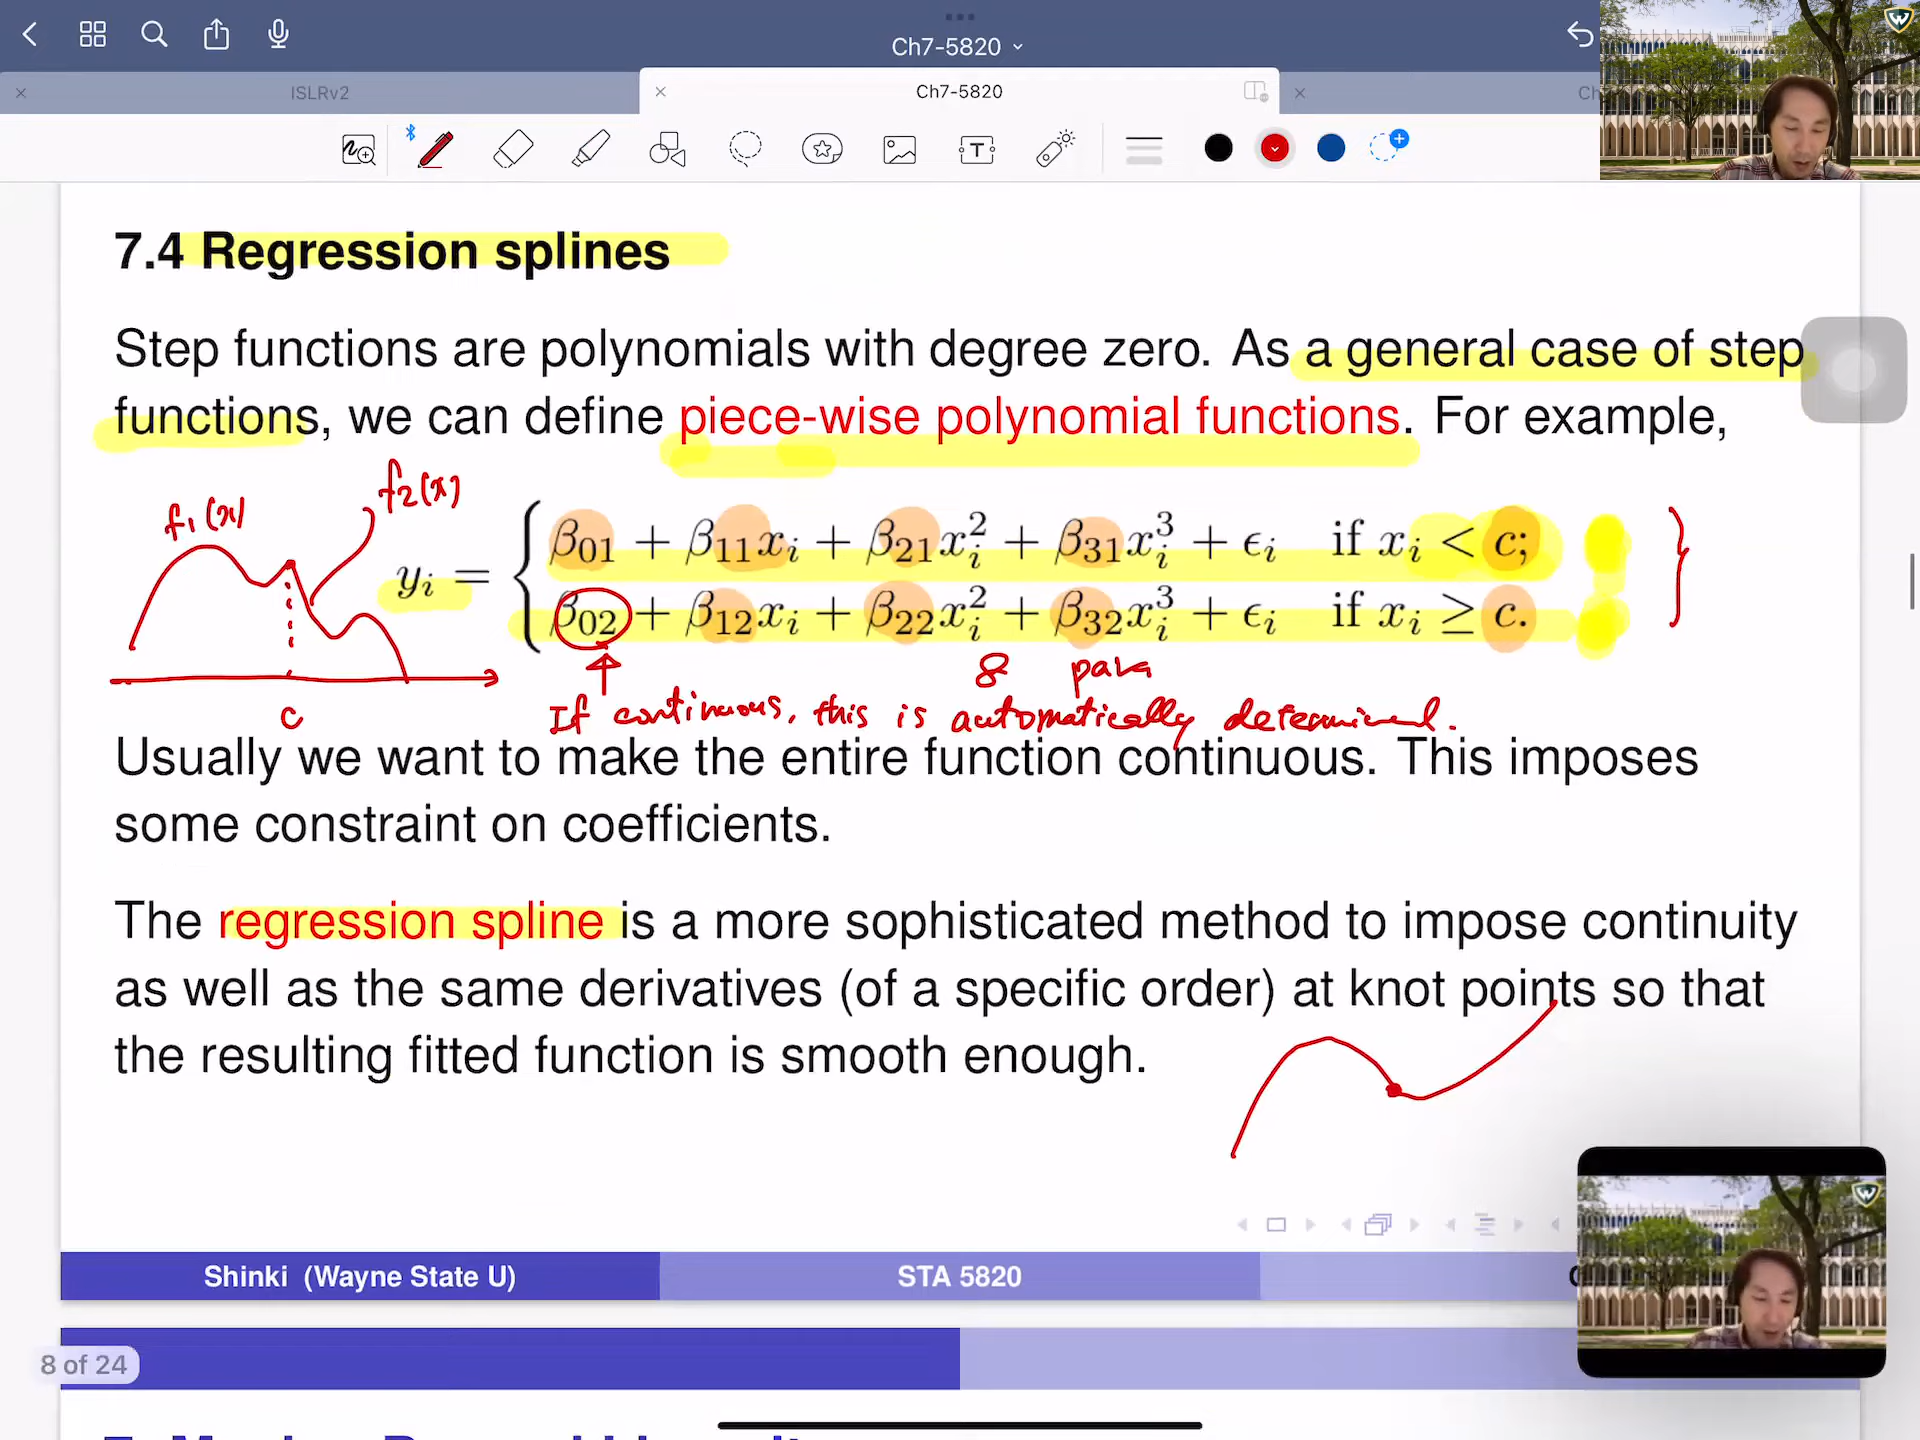 Ch7-5820
ISLRv2
Ch7-5820
7.4 Regression splines
Step functions are polynomials with degree zero. As a general case of step
functions, we can define piece-wise polynomial functions. For example,
f₁(x)
f₂(x)
yᵢ = { β₀₁ + β₁₁xᵢ + β₂₁xᵢ² + β₃₁xᵢ³ + ϵᵢ if xᵢ < c;
β₀₂ + β₁₂xᵢ + β₂₂xᵢ² + β₃₂xᵢ³ + ϵᵢ if xᵢ ≥ c.
8 para
c
If continuous, this is automatically determined.
Usually we want to make the entire function continuous. This imposes
some constraint on coefficients.
The regression spline is a more sophisticated method to impose continuity
as well as the same derivatives (of a specific order) at knot points so that
the resulting fitted function is smooth enough.
Shinki (Wayne State U)
STA 5820
8 of 24